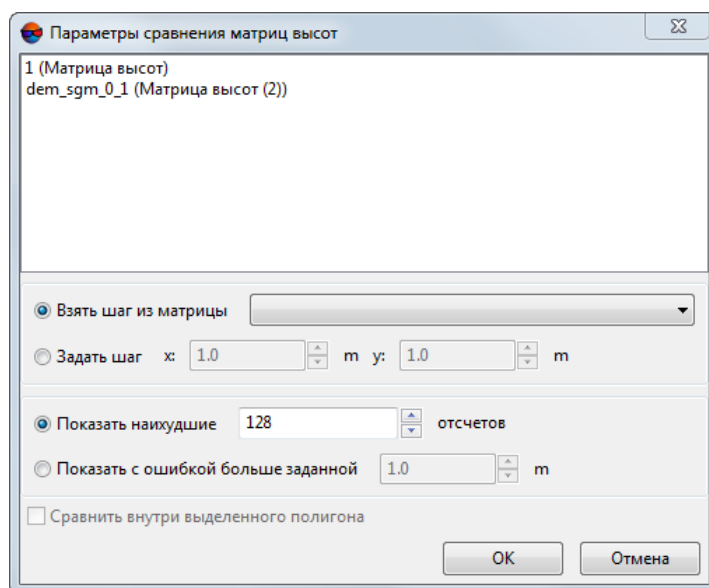 Параметры сравнения матриц высот
1 (Матрица высот)
dem_sgm_0_1 (Матрица высот (2))
Взять шаг из матрицы
Задать шаг x: 1.0 m y: 1.0 m
Показать наихудшие 128 отсчетов
Показать с ошибкой больше заданной 1.0 m
Сравнить внутри выделенного полигона
OK Отмена